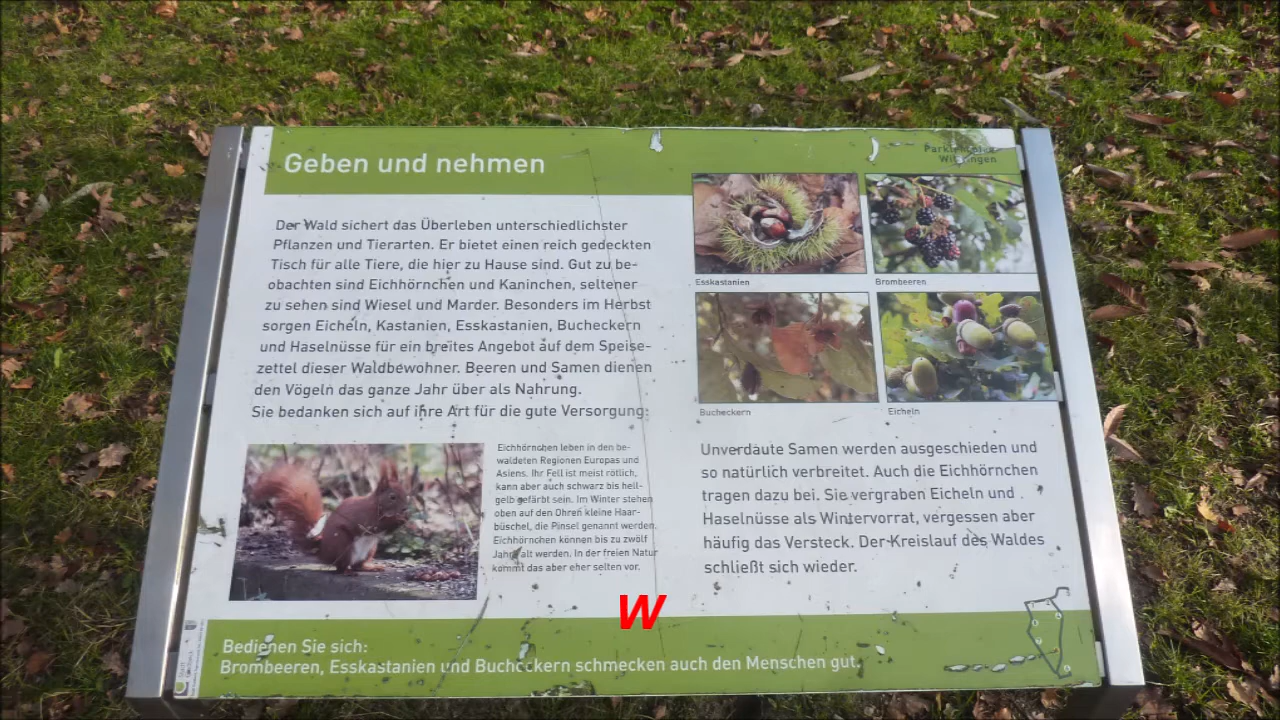 Geben und nehmen
Der Wald sichert das Überleben unterschiedlichster
Pflanzen und Tierarten. Er bietet einen reich gedeckten
Tisch für alle Tiere, die hier zu Hause sind. Gut zu be-
obachten sind Eichhörnchen und Kaninchen, seltener
zu sehen sind Wiesel und Marder. Besonders im Herbst
sorgen Eicheln, Kastanien, Esskastanien, Bucheckern
und Haselnüsse für ein breites Angebot auf dem Speise-
zettel dieser Waldbewohner. Beeren und Samen dienen
den Vögeln das ganze Jahr über als Nahrung.
Sie bedanken sich auf ihre Art für die gute Versorgung:
Eichhörnchen leben in den be-
waldeten Regionen Europas und
Asiens. Ihr Fell ist meist rötlich,
kann aber auch schwarz bis hell-
gelb gefärbt sein. Im Winter stehen
oben auf den Ohren kleine Haar-
büschel, die Pinsel genannt werden.
Eichhörnchen können bis zu zwölf
Jahre alt werden. In der freien Natur
kommt das aber eher selten vor.
Esskastanien
Brombeeren
Bucheckern
Eicheln
Unverdaute Samen werden ausgeschieden und
so natürlich verbreitet. Auch die Eichhörnchen
tragen dazu bei. Sie vergraben Eicheln und
Haselnüsse als Wintervorrat, vergessen aber
häufig das Versteck. Der Kreislauf des Waldes
schließt sich wieder.
W
Bedienen Sie sich:
Brombeeren, Esskastanien und Bucheckern schmecken auch den Menschen gut.